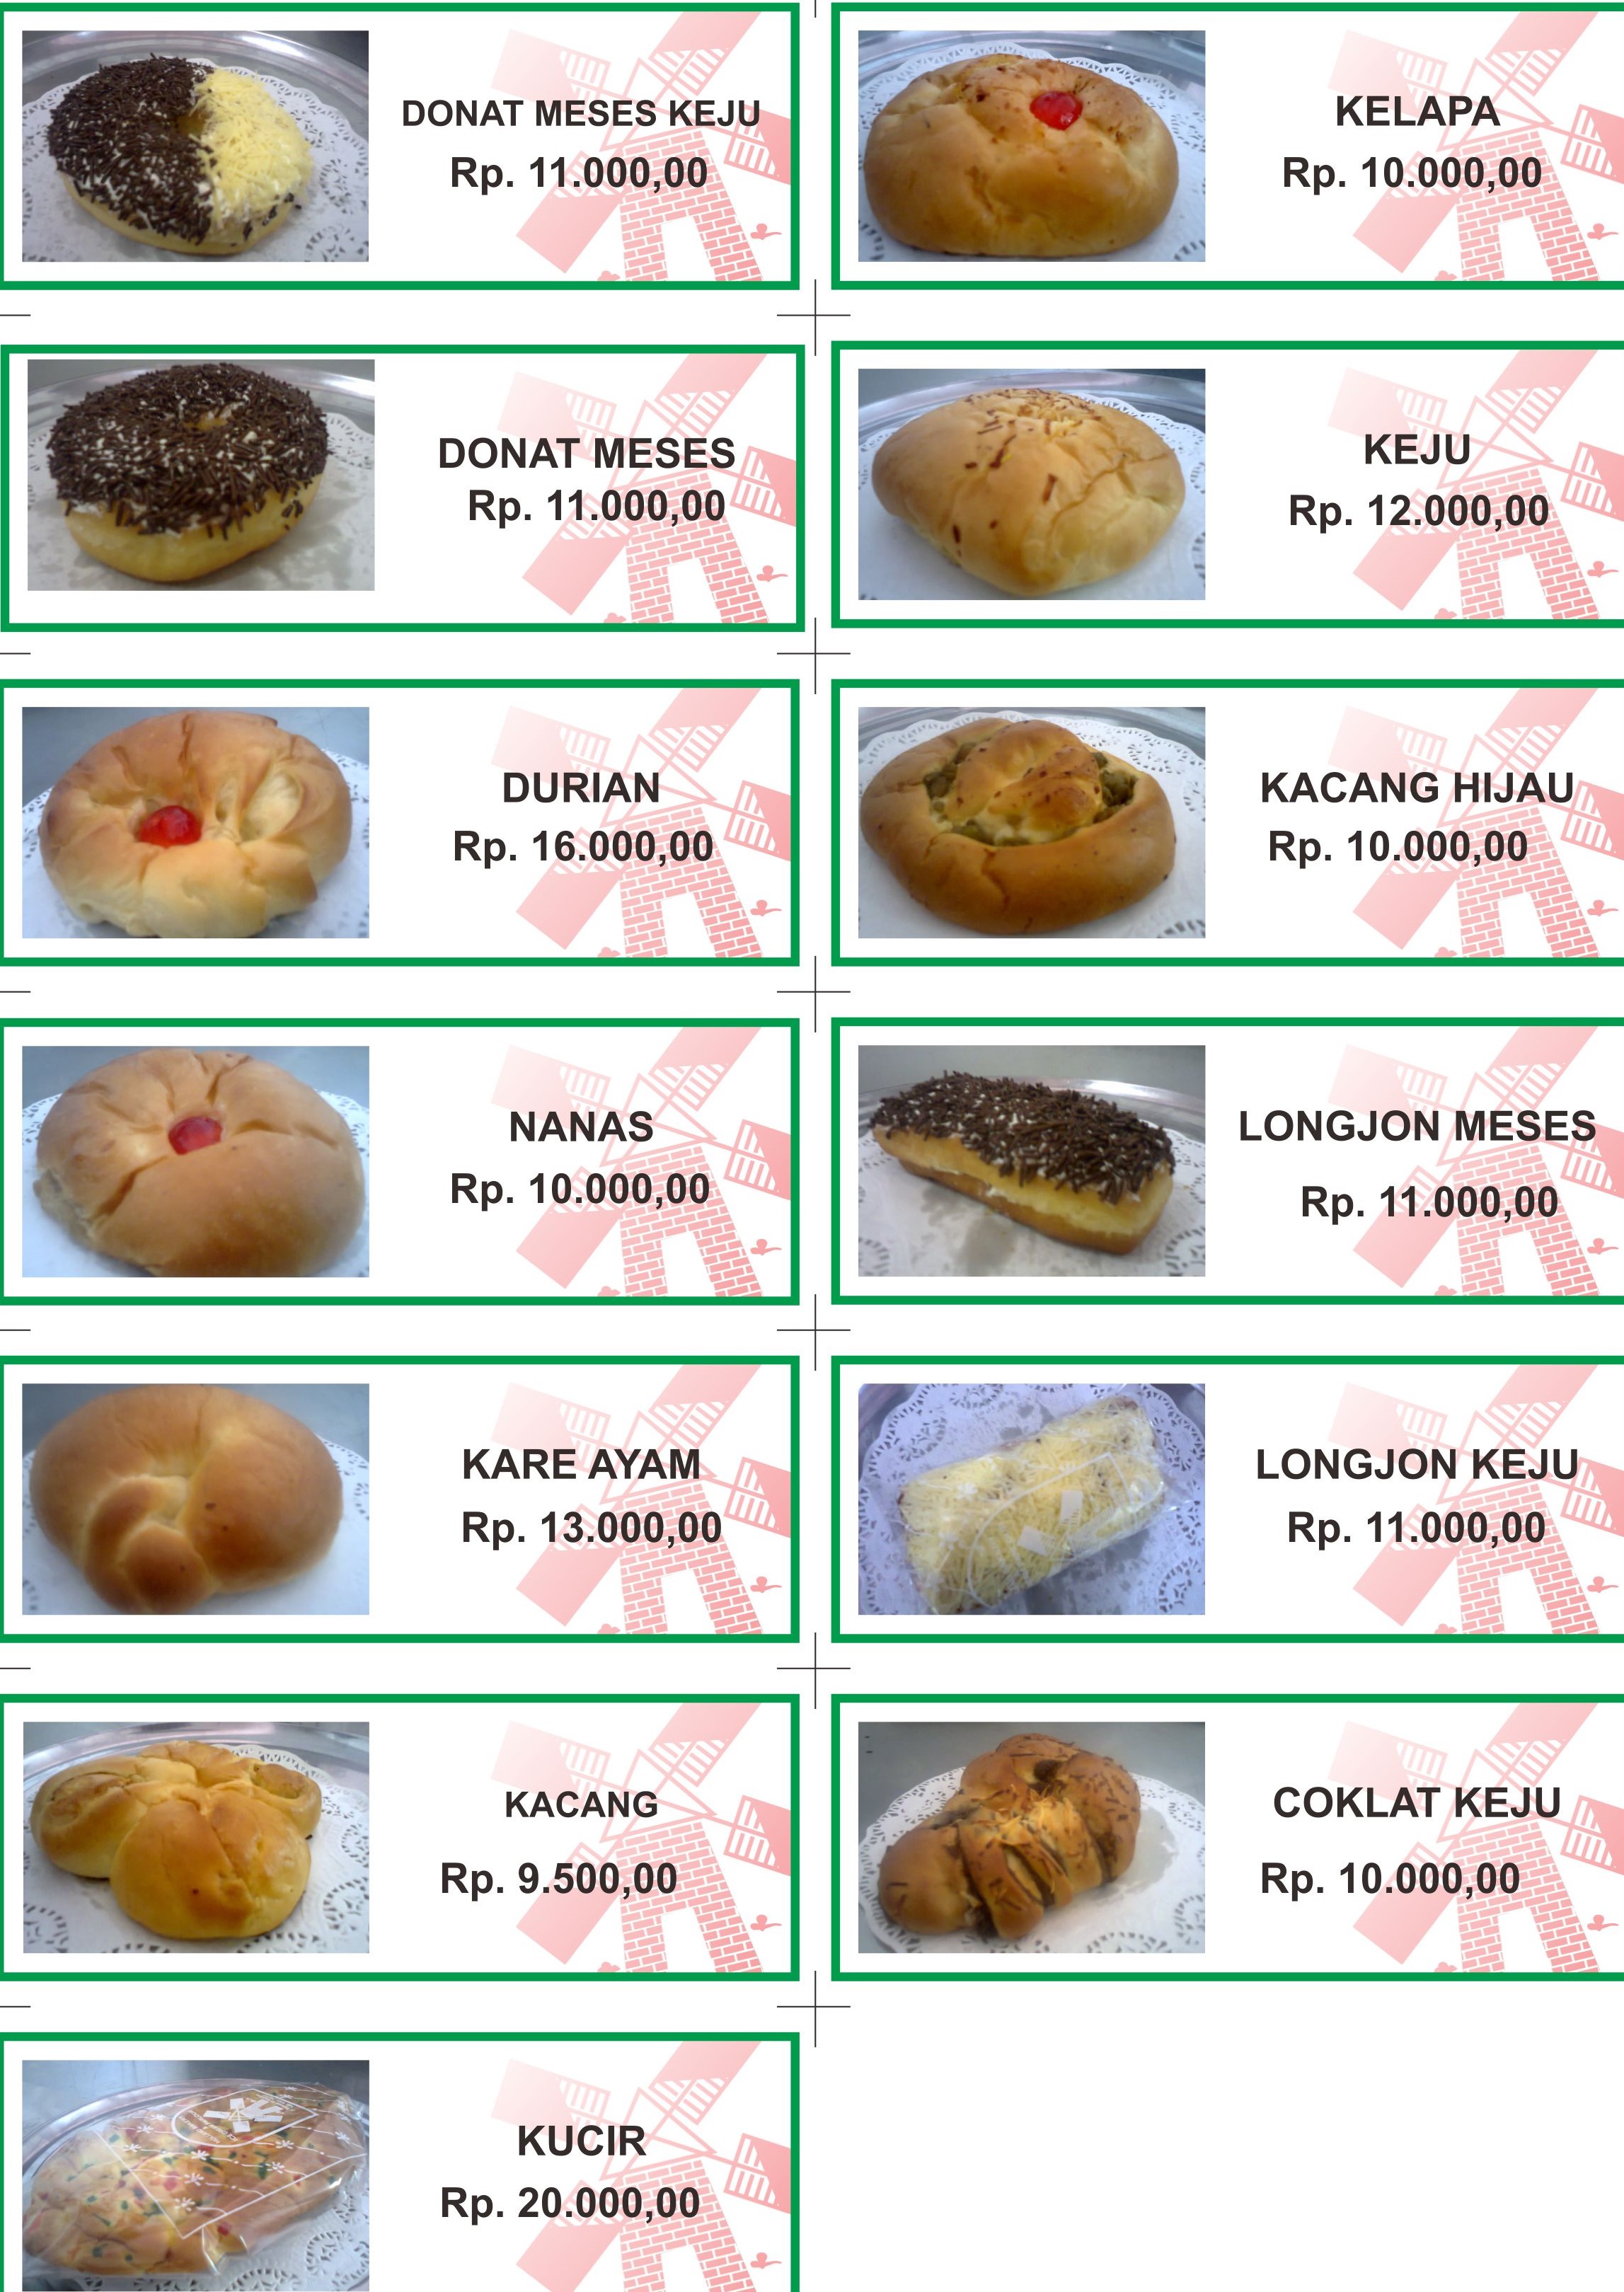 DONAT MESES KEJU
Rp. 11.000,00
KELAPA
Rp. 10.000,00
DONAT MESES
Rp. 11.000,00
KEJU
Rp. 12.000,00
DURIAN
Rp. 16.000,00
KACANG HIJAU
Rp. 10.000,00
NANAS
Rp. 10.000,00
LONGJON MESES
Rp. 11.000,00
KARE AYAM
Rp. 13.000,00
LONGJON KEJU
Rp. 11.000,00
KACANG
Rp. 9.500,00
COKLAT KEJU
Rp. 10.000,00
KUCIR
Rp. 20.000,00